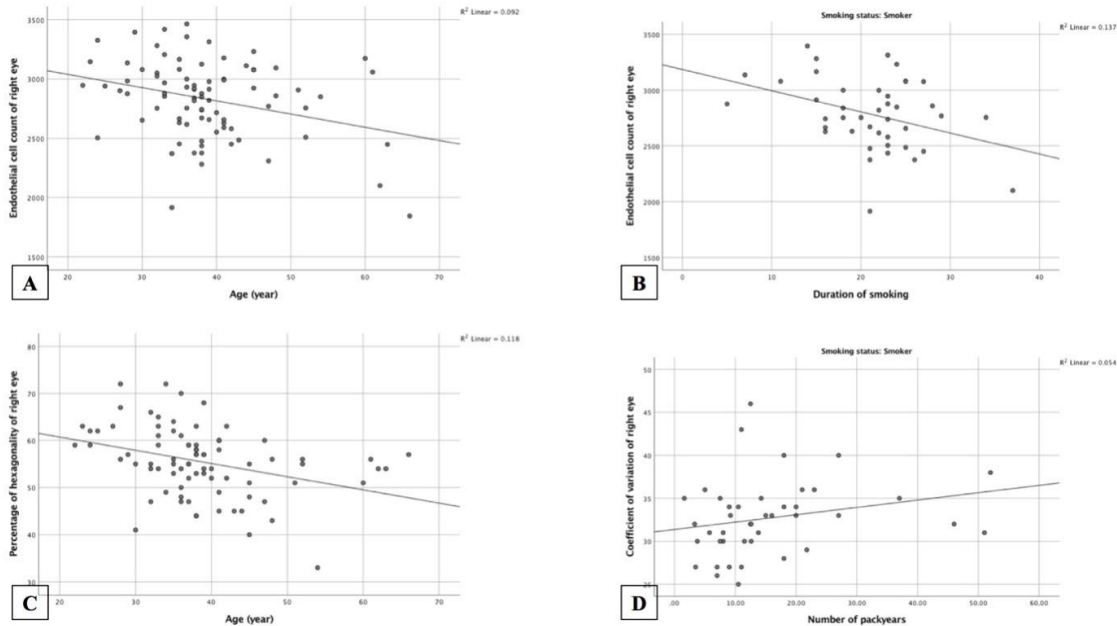 R² Linear = 0.092
Endothelial cell count of right eye
3500
3000
2500
2000
1500
20 30 40 50 60 70
Age (year)
A
Smoking status: Smoker
R² Linear = 0.137
Endothelial cell count of right eye
3500
3000
2500
2000
1500
0 10 20 30 40
Duration of smoking
B
R² Linear = 0.118
Percentage of hexagonality of right eye
80
70
60
50
40
30
20 30 40 50 60 70
Age (year)
C
Smoking status: Smoker
R² Linear = 0.054
Coefficient of variation of right eye
50
45
40
35
30
25
.00 10.00 20.00 30.00 40.00 50.00 60.00
Number of packyears
D